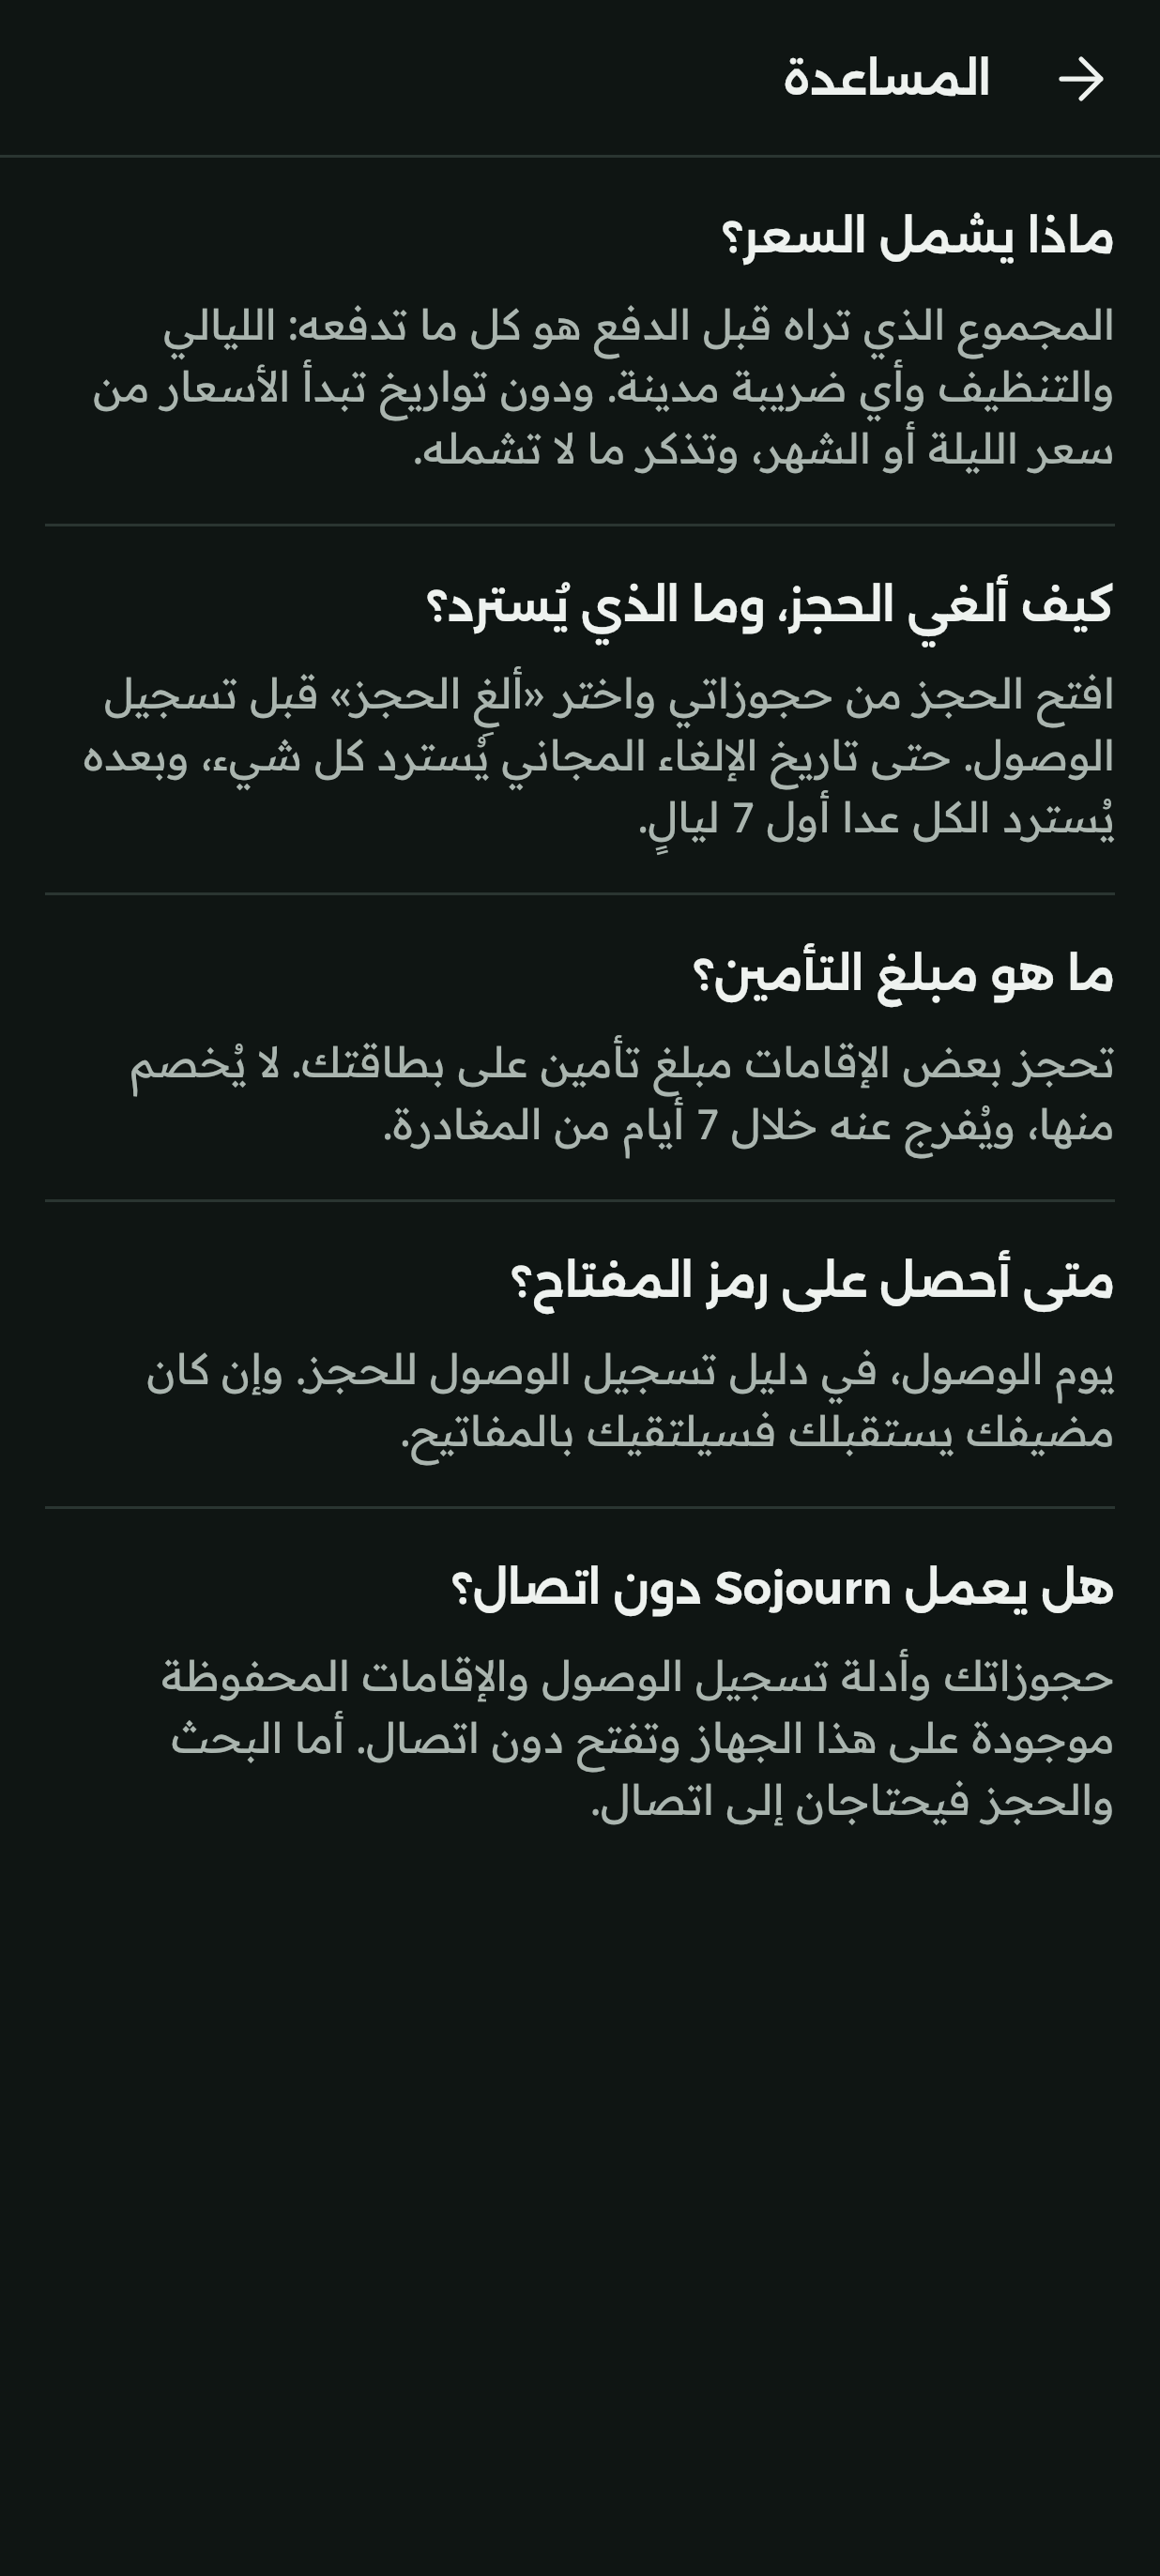 المساعدة
ماذا يشمل السعر؟
المجموع الذي تراه قبل الدفع هو كل ما تدفعه: الليالي
والتنظيف وأي ضريبة مدينة. ودون تواريخ تبدأ الأسعار من
سعر الليلة أو الشهر، وتذكر ما لا تشمله.
كيف ألغي الحجز، وما الذي يُسترد؟
افتح الحجز من حجوزاتي واختر «ألغِ الحجز» قبل تسجيل
الوصول. حتى تاريخ الإلغاء المجاني يُسترد كل شيء، وبعده
يُسترد الكل عدا أول 7 ليالٍ.
ما هو مبلغ التأمين؟
تحجز بعض الإقامات مبلغ تأمين على بطاقتك. لا يُخصم
منها، ويُفرج عنه خلال 7 أيام من المغادرة.
متى أحصل على رمز المفتاح؟
يوم الوصول، في دليل تسجيل الوصول للحجز. وإن كان
مضيفك يستقبلك فسيلتقيك بالمفاتيح.
هل يعمل Sojourn دون اتصال؟
حجوزاتك وأدلة تسجيل الوصول والإقامات المحفوظة
موجودة على هذا الجهاز وتفتح دون اتصال. أما البحث
والحجز فيحتاجان إلى اتصال.